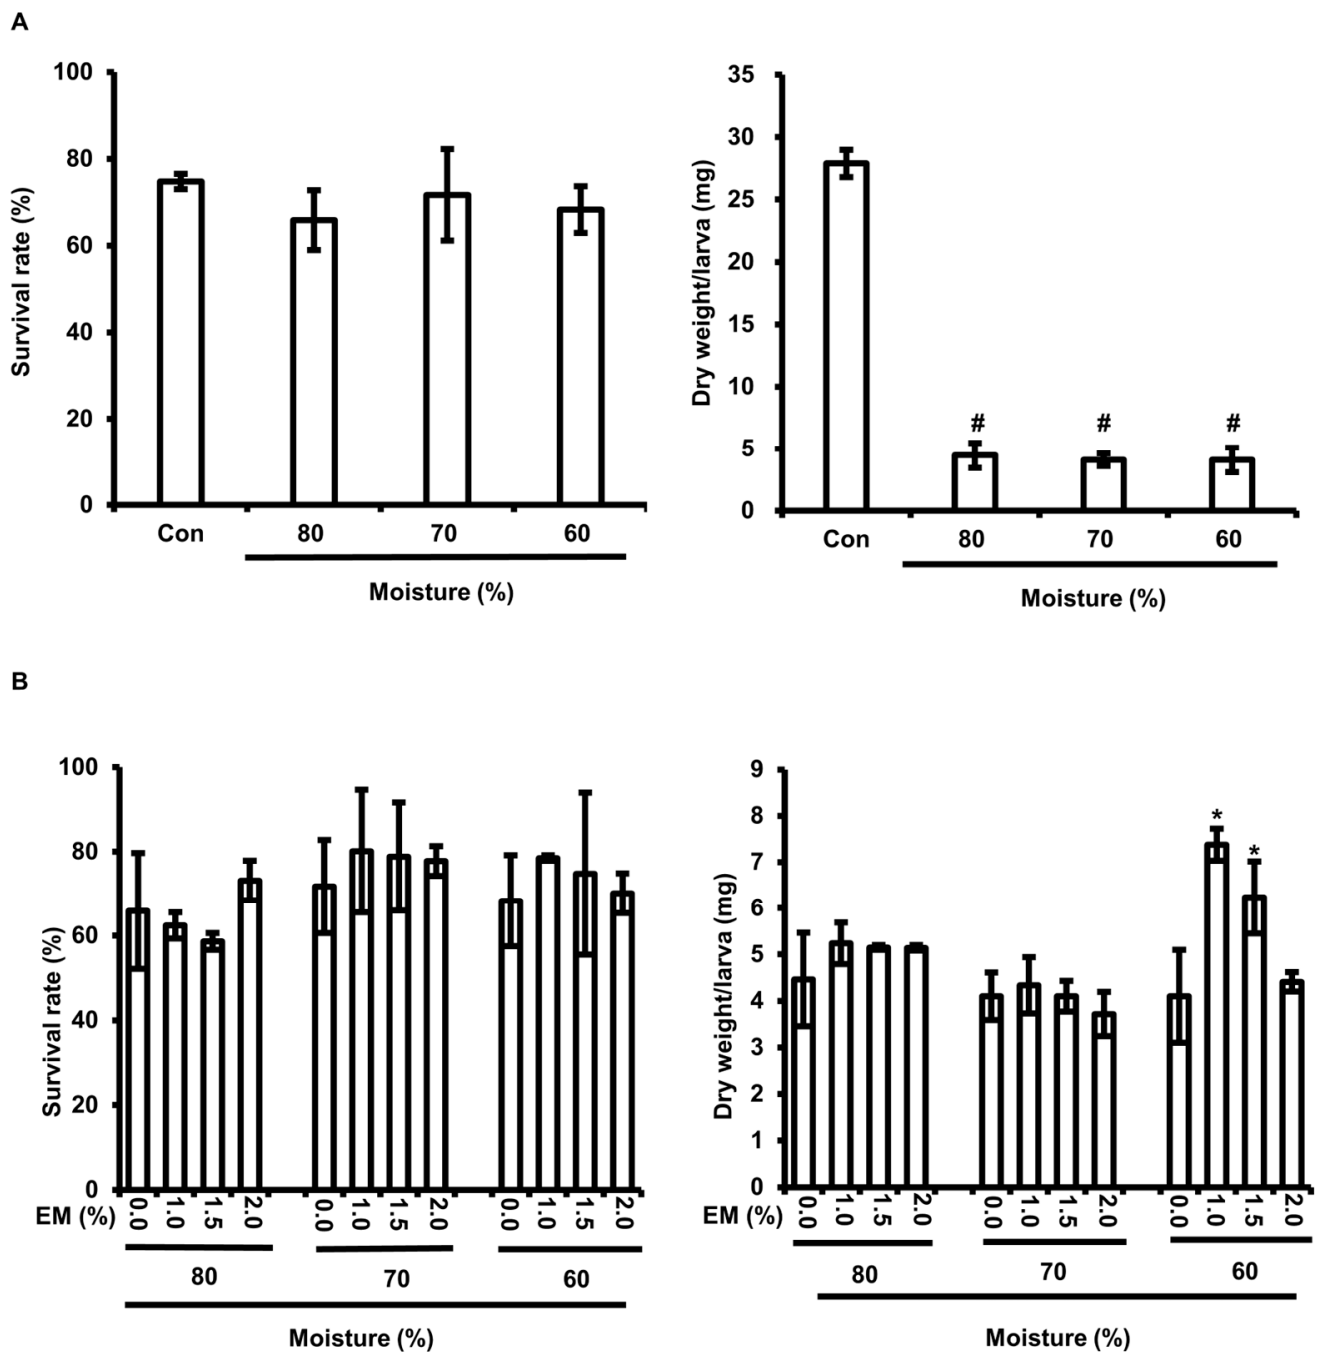 A
Survival rate (%)
100
80
60
40
20
0
Con 80 70 60
Moisture (%)
Dry weight/larva (mg)
35
30
25
20
15
10
5
0
# # #
Con 80 70 60
Moisture (%)
B
Survival rate (%)
100
80
60
40
20
0
EM (%) 0.0 1.0 1.5 2.0 0.0 1.0 1.5 2.0 0.0 1.0 1.5 2.0
80 70 60
Moisture (%)
Dry weight/larva (mg)
9
8
7
6
5
4
3
2
1
0
* *
EM (%) 0.0 1.0 1.5 2.0 0.0 1.0 1.5 2.0 0.0 1.0 1.5 2.0
80 70 60
Moisture (%)